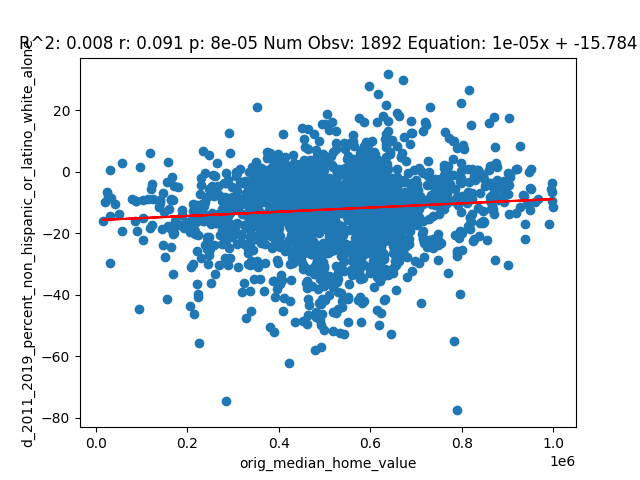 R^2: 0.008 r: 0.091 p: 8e-05 Num Obsv: 1892 Equation: 1e-05x + -15.784
d_2011_2019_percent_non_hispanic_or_latino_white_alone
20
0
−20
−40
−60
−80
0.0 0.2 0.4 0.6 0.8 1.0
1e6
orig_median_home_value